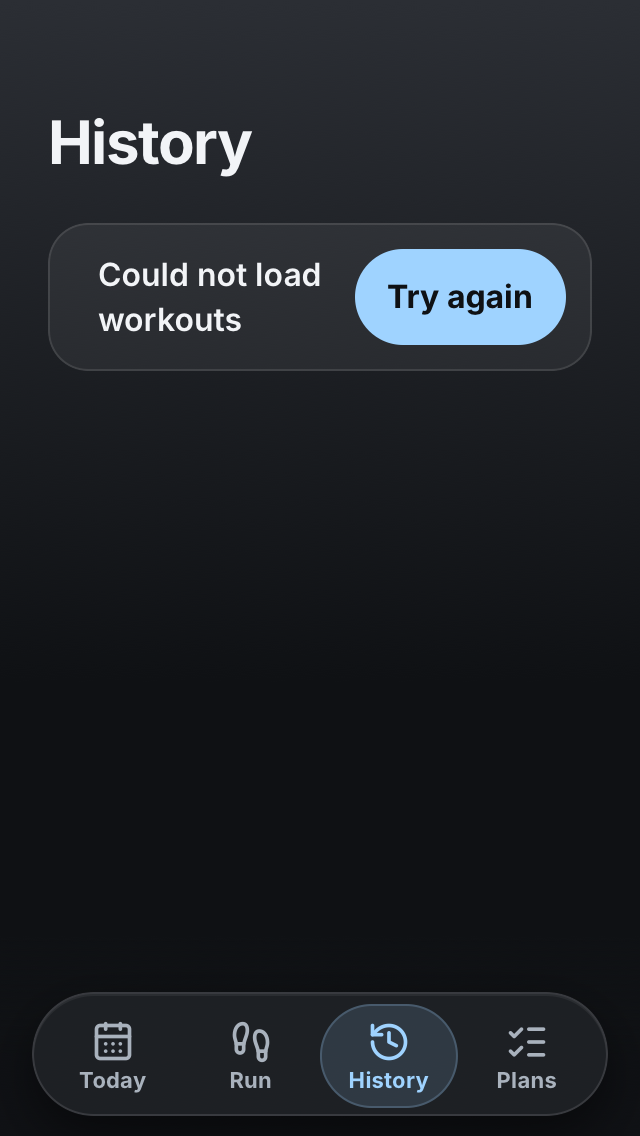 History
Could not load
workouts
Try again
Today
Run
History
Plans